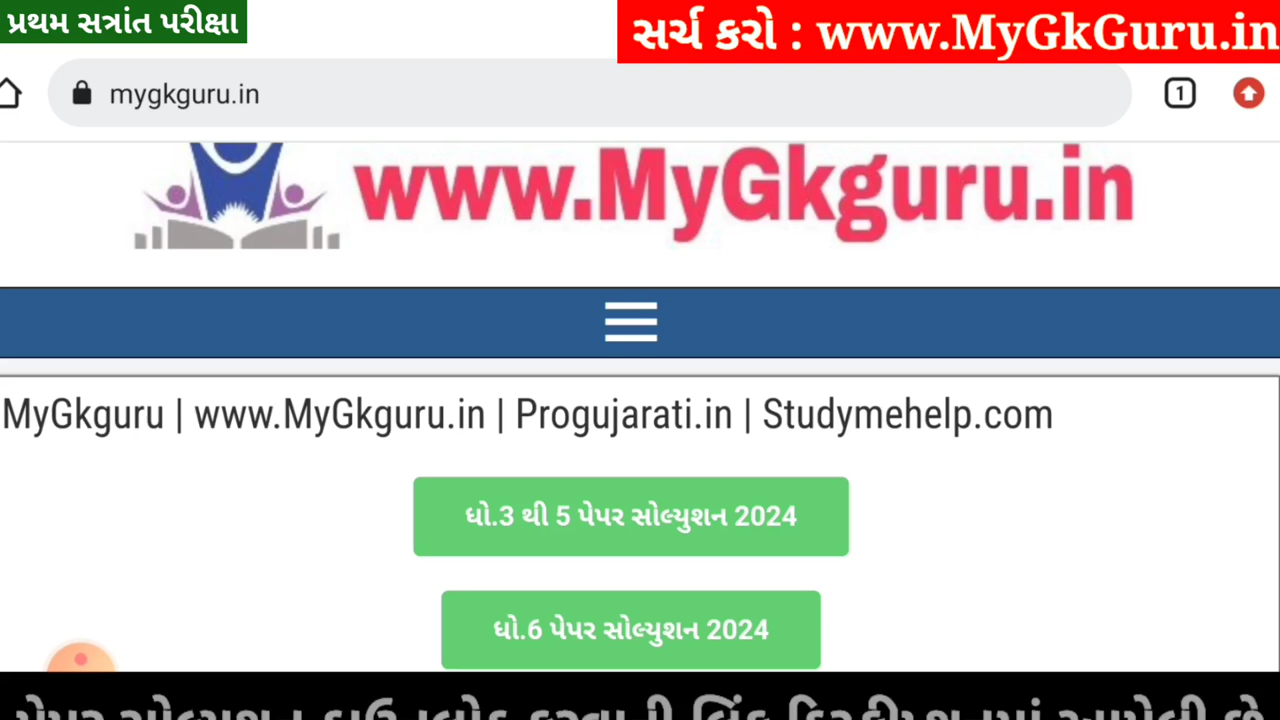 પ્રથમ સત્રાંત પરીક્ષા
સર્ચ કરો : www.MyGkGuru.in
mygkguru.in
1
www.MyGkguru.in
MyGkguru | www.MyGkguru.in | Progujarati.in | Studymehelp.com
ધો.3 થી 5 પેપર સોલ્યુશન 2024
ધો.6 પેપર સોલ્યુશન 2024